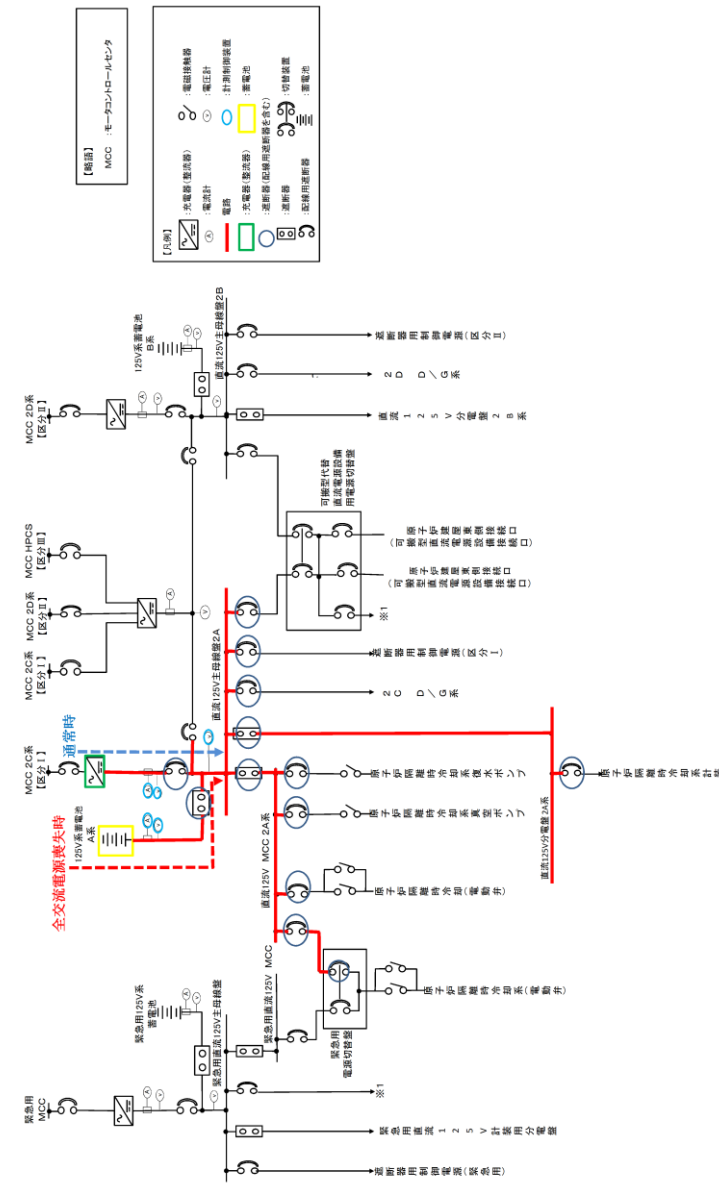 【略語】
MCC :モータコントロールセンタ
【凡例】
:充電器(整流器)
:電磁接触器
A
:電流計
V
:電圧計
電路
:計測制御装置
:充電器(整流器)
:蓄電池
:遮断器(配線用遮断器を含む)
:遮断器
:切替装置
:配線用遮断器
:蓄電池
緊急用
MCC
緊急用125V系
蓄電池
緊急用直流125V主母線盤
遮断器用制御電源(緊急用)
緊急用直流125V計装用分電盤
※1
緊急用直流125V MCC
緊急用
電源切替盤
原子炉隔離時冷却系(電動弁)
全交流電源喪失時
通常時
125V系蓄電池
A系
MCC 2C系
【区分Ⅰ】
直流125V MCC 2A系
原子炉隔離時冷却(電動弁)
原子炉隔離時冷却系真空ポンプ
原子炉隔離時冷却系復水ポンプ
直流125V主母線盤2A
直流125V分電盤 2A系
原子炉隔離時冷却系計装
2C D/G系
遮断器用制御電源(区分Ⅰ)
MCC 2C系
【区分Ⅰ】
MCC 2D系
【区分Ⅱ】
MCC HPCS
【区分Ⅲ】
可搬型代替
直流電源設備
用電源切替盤
※1
原子炉建屋東側接続口
(可搬型直流電源設備接続口)
原子炉建屋東側接続口
(可搬型直流電源設備接続口)
MCC 2D系
【区分Ⅱ】
125V系蓄電池
B系
直流125V主母線盤2B
直流125V分電盤2B系
2D D/G系
遮断器用制御電源(区分Ⅱ)